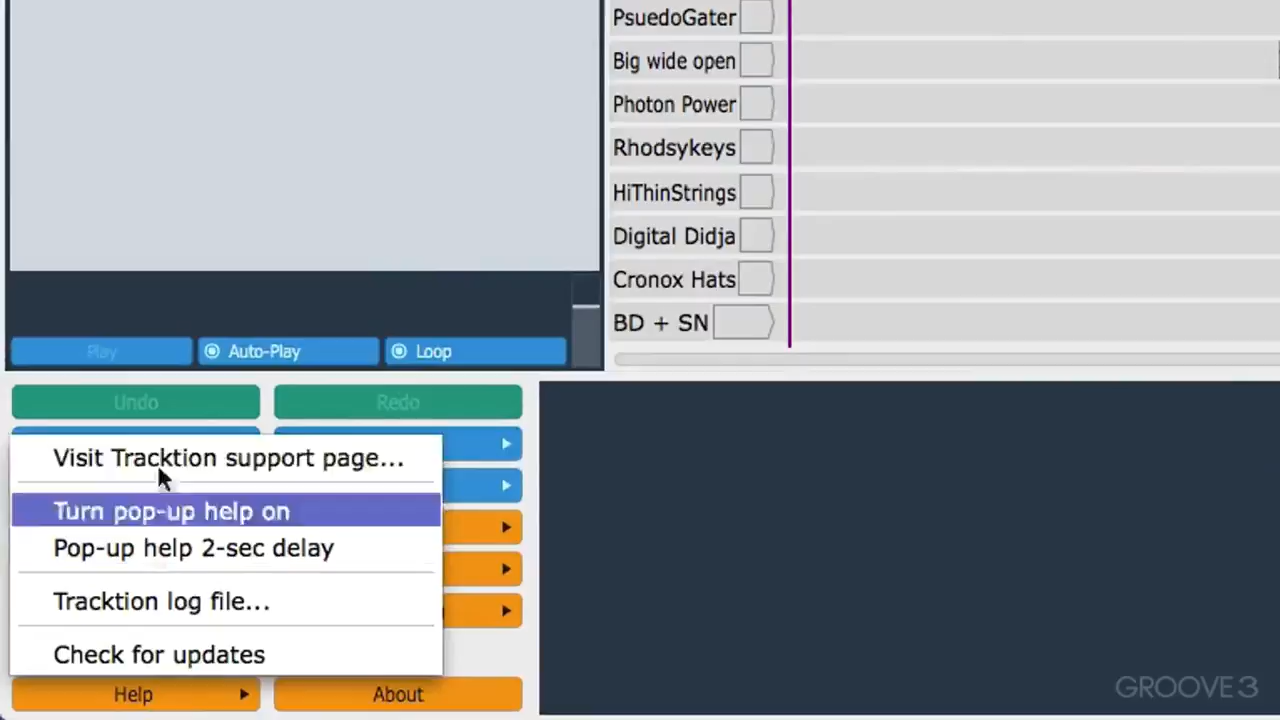 PsuedoGater
Big wide open
Photon Power
Rhodsykeys
HiThinStrings
Digital Didja
Cronox Hats
BD + SN
Play
Auto-Play
Loop
Undo
Redo
Visit Tracktion support page...
Turn pop-up help on
Pop-up help 2-sec delay
Tracktion log file...
Check for updates
Help
About
GROOVE3